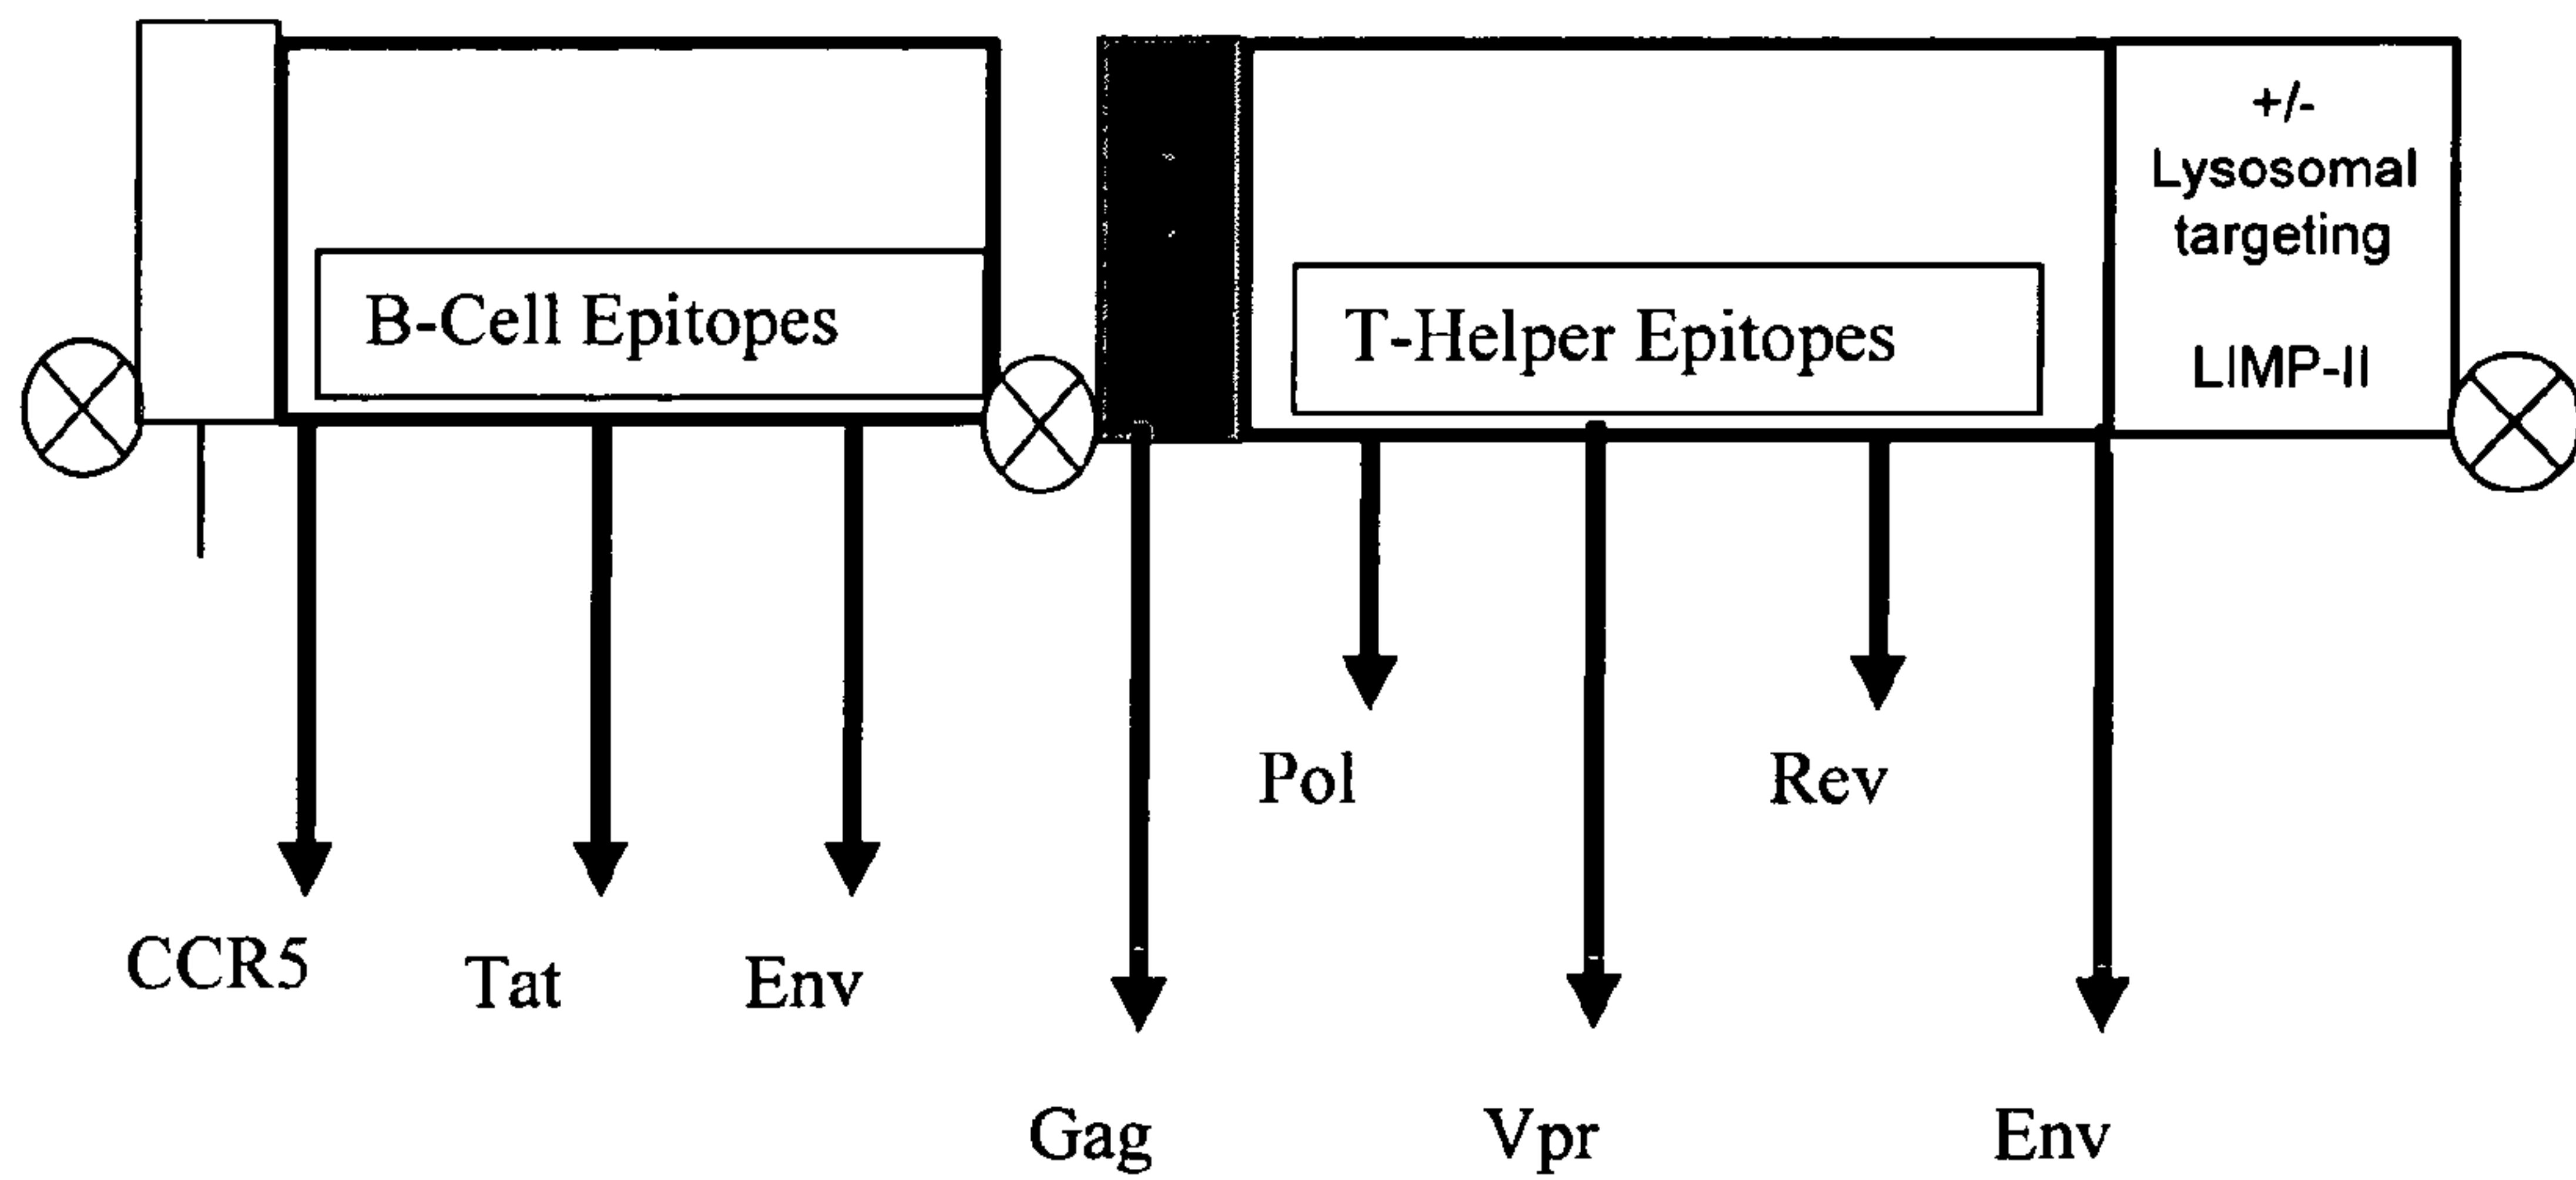 B-Cell Epitopes
T-Helper Epitopes
+/-
Lysosomal
targeting
LIMP-II
Pol
Rev
CCR5
Tat
Env
Gag
Vpr
Env